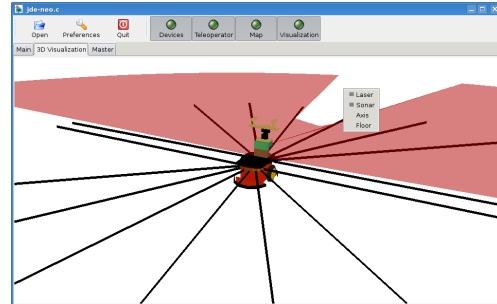 jde-neo.c
Open Preferences Quit Devices Teleoperator Map Visualization
Main 3D Visualization Master
Laser
Sonar
Axis
Floor